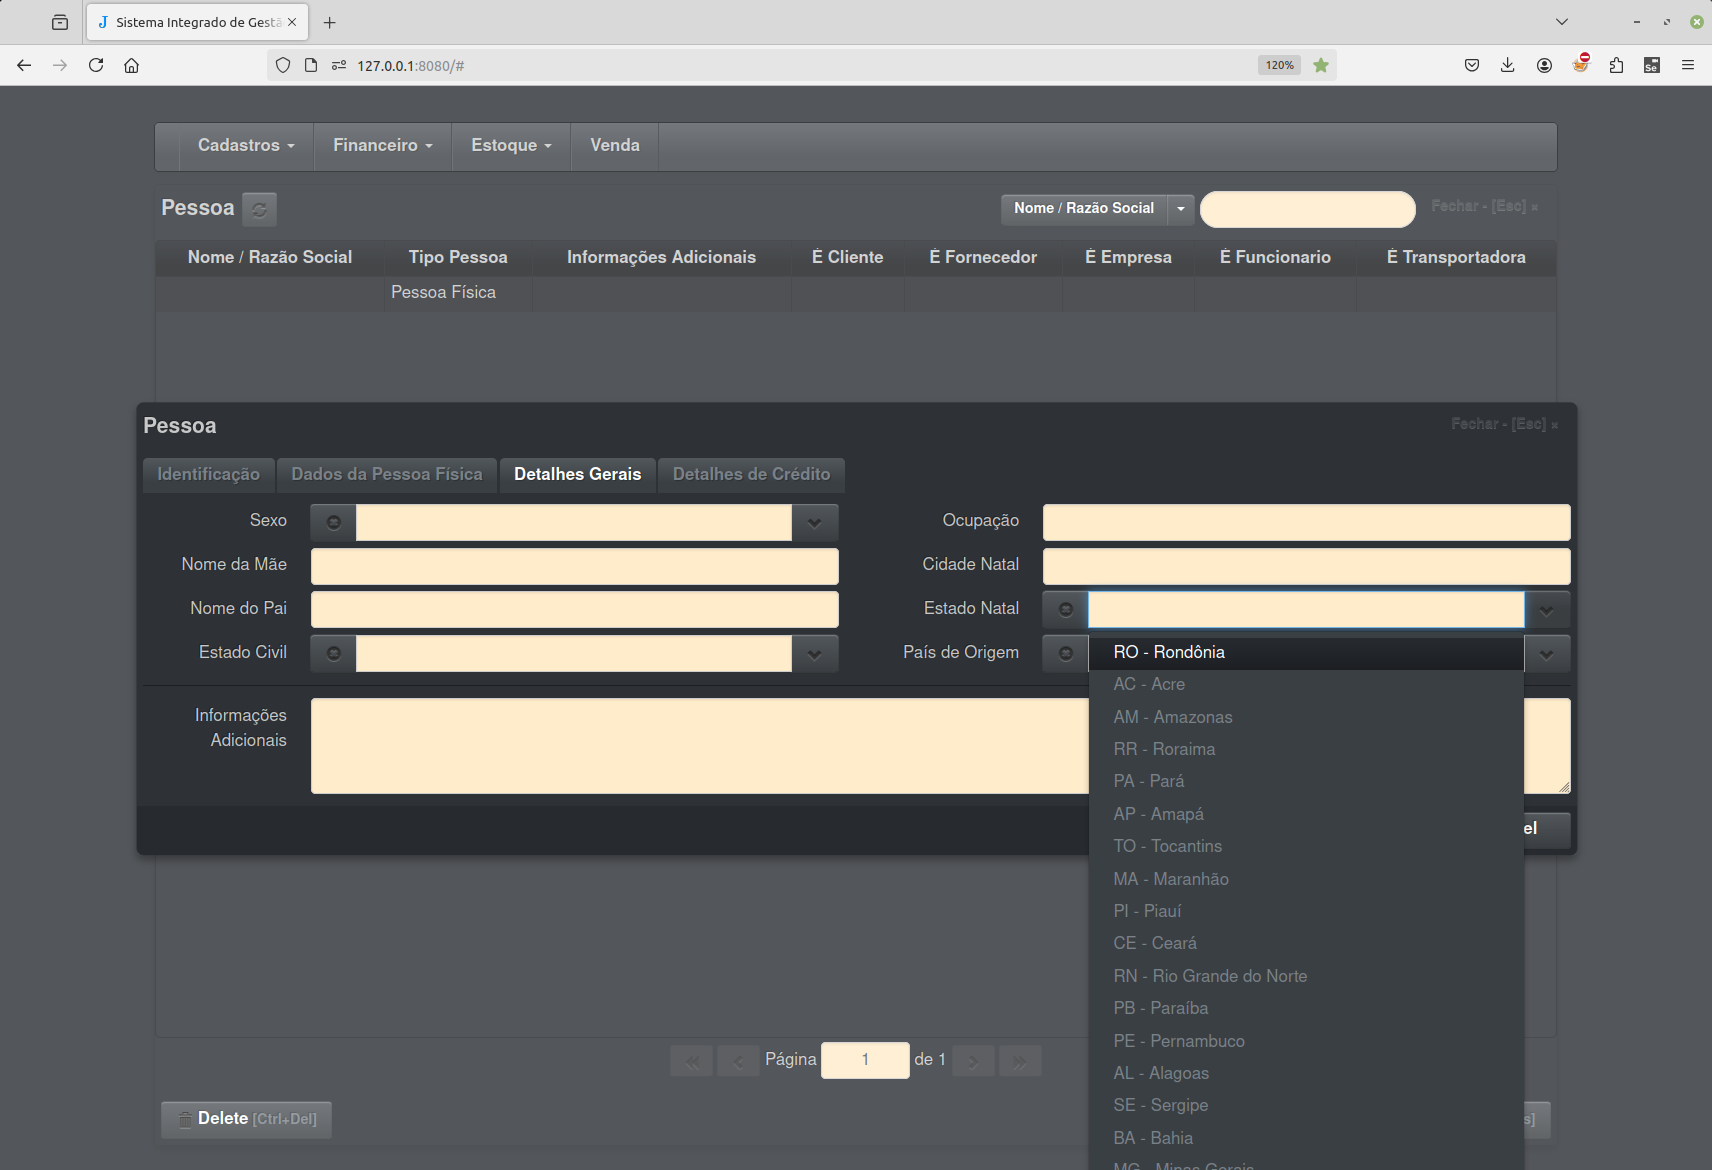 Sistema Integrado de Gestã
127.0.0.1:8080/#
120%
Se
Cadastros
Financeiro
Estoque
Venda
Pessoa
Nome / Razão Social
Fechar - [Esc] ×
Nome / Razão Social
Tipo Pessoa
Informações Adicionais
É Cliente
É Fornecedor
É Empresa
É Funcionario
É Transportadora
Pessoa Física
Pessoa
Fechar - [Esc] ×
Identificação
Dados da Pessoa Física
Detalhes Gerais
Detalhes de Crédito
Sexo
Ocupação
Nome da Mãe
Cidade Natal
Nome do Pai
Estado Natal
Estado Civil
País de Origem
Informações
Adicionais
RO - Rondônia
AC - Acre
AM - Amazonas
RR - Roraima
PA - Pará
AP - Amapá
TO - Tocantins
MA - Maranhão
PI - Piauí
CE - Ceará
RN - Rio Grande do Norte
PB - Paraíba
PE - Pernambuco
AL - Alagoas
SE - Sergipe
BA - Bahia
MG - Minas Gerais
el
Página 1 de 1
Delete [Ctrl+Del]
s]